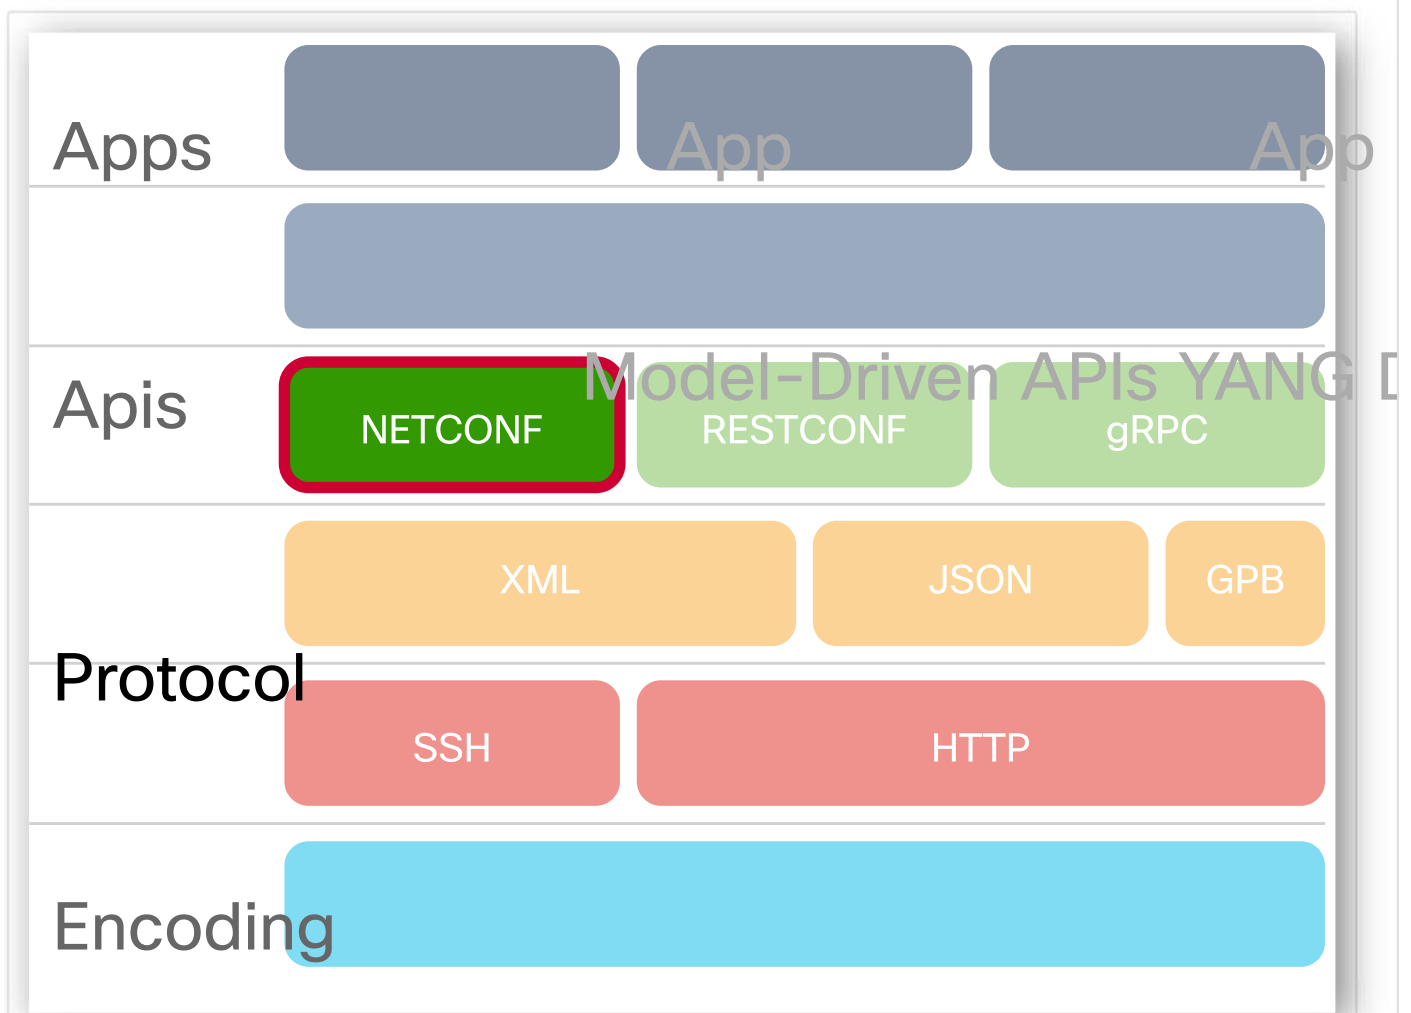 Apps App App
Model-Driven APIs YANG
Apis
NETCONF RESTCONF gRPC
XML JSON GPB
Protocol
SSH HTTP
Encoding